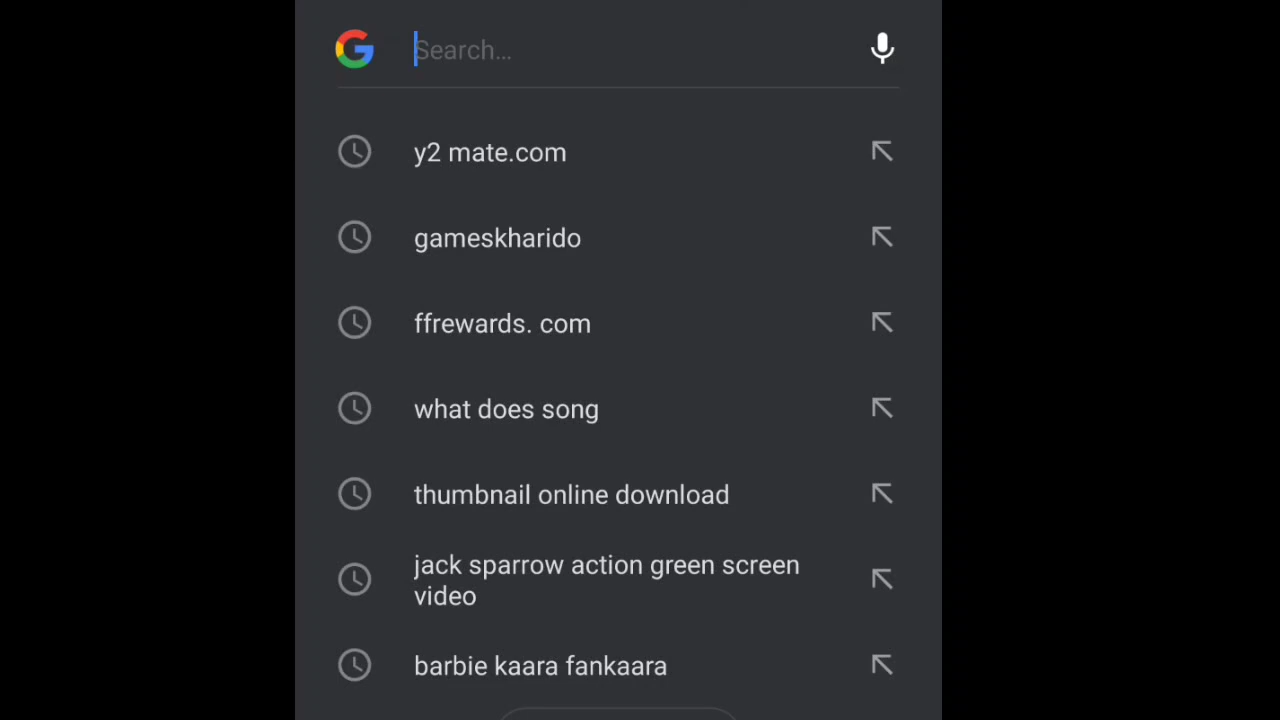 Search...
y2 mate.com
gameskharido
ffrewards. com
what does song
thumbnail online download
jack sparrow action green screen
video
barbie kaara fankaara